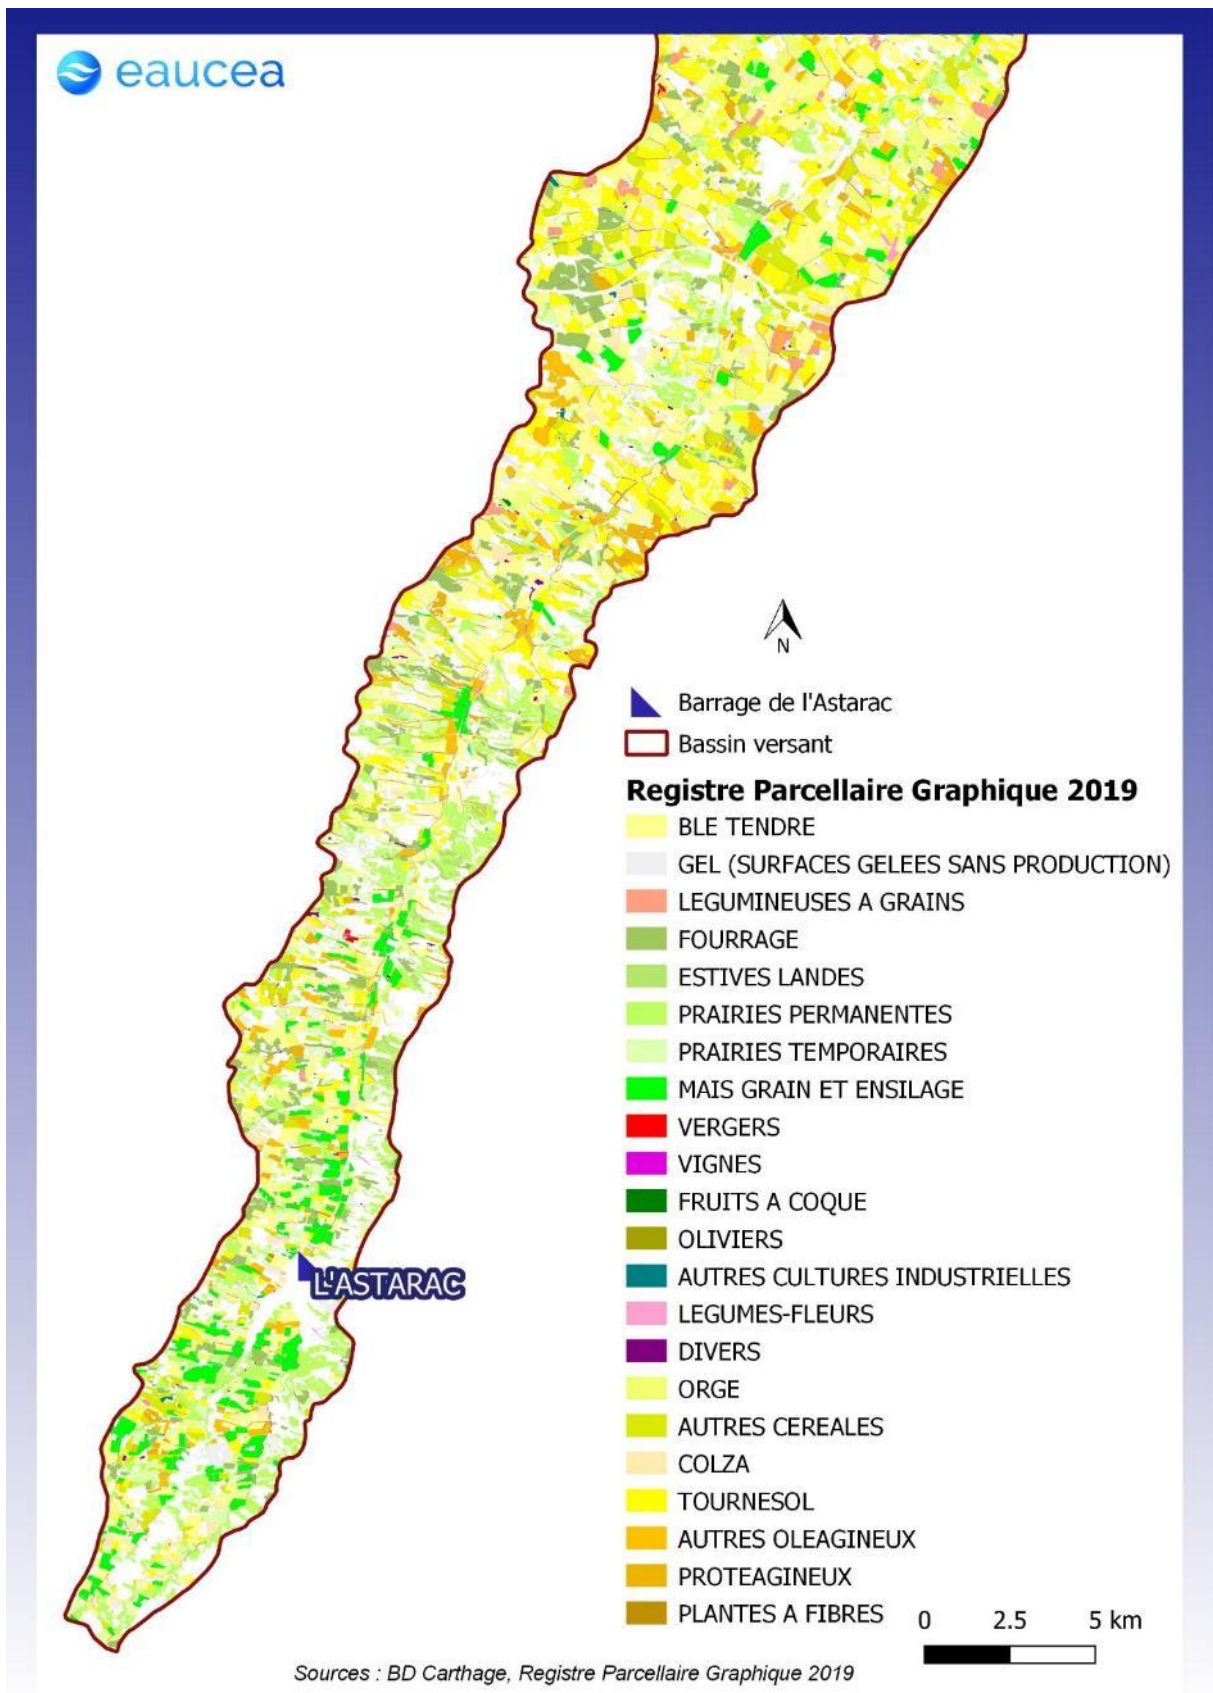 eaucea
N
Barrage de l'Astarac
Bassin versant
Registre Parcellaire Graphique 2019
BLE TENDRE
GEL (SURFACES GELEES SANS PRODUCTION)
LEGUMINEUSES A GRAINS
FOURRAGE
ESTIVES LANDES
PRAIRIES PERMANENTES
PRAIRIES TEMPORAIRES
MAIS GRAIN ET ENSILAGE
VERGERS
VIGNES
FRUITS A COQUE
OLIVIERS
L'ASTARAC
AUTRES CULTURES INDUSTRIELLES
LEGUMES-FLEURS
DIVERS
ORGE
AUTRES CEREALES
COLZA
TOURNESOL
AUTRES OLEAGINEUX
PROTEAGINEUX
PLANTES A FIBRES
0 2.5 5 km
Sources : BD Carthage, Registre Parcellaire Graphique 2019